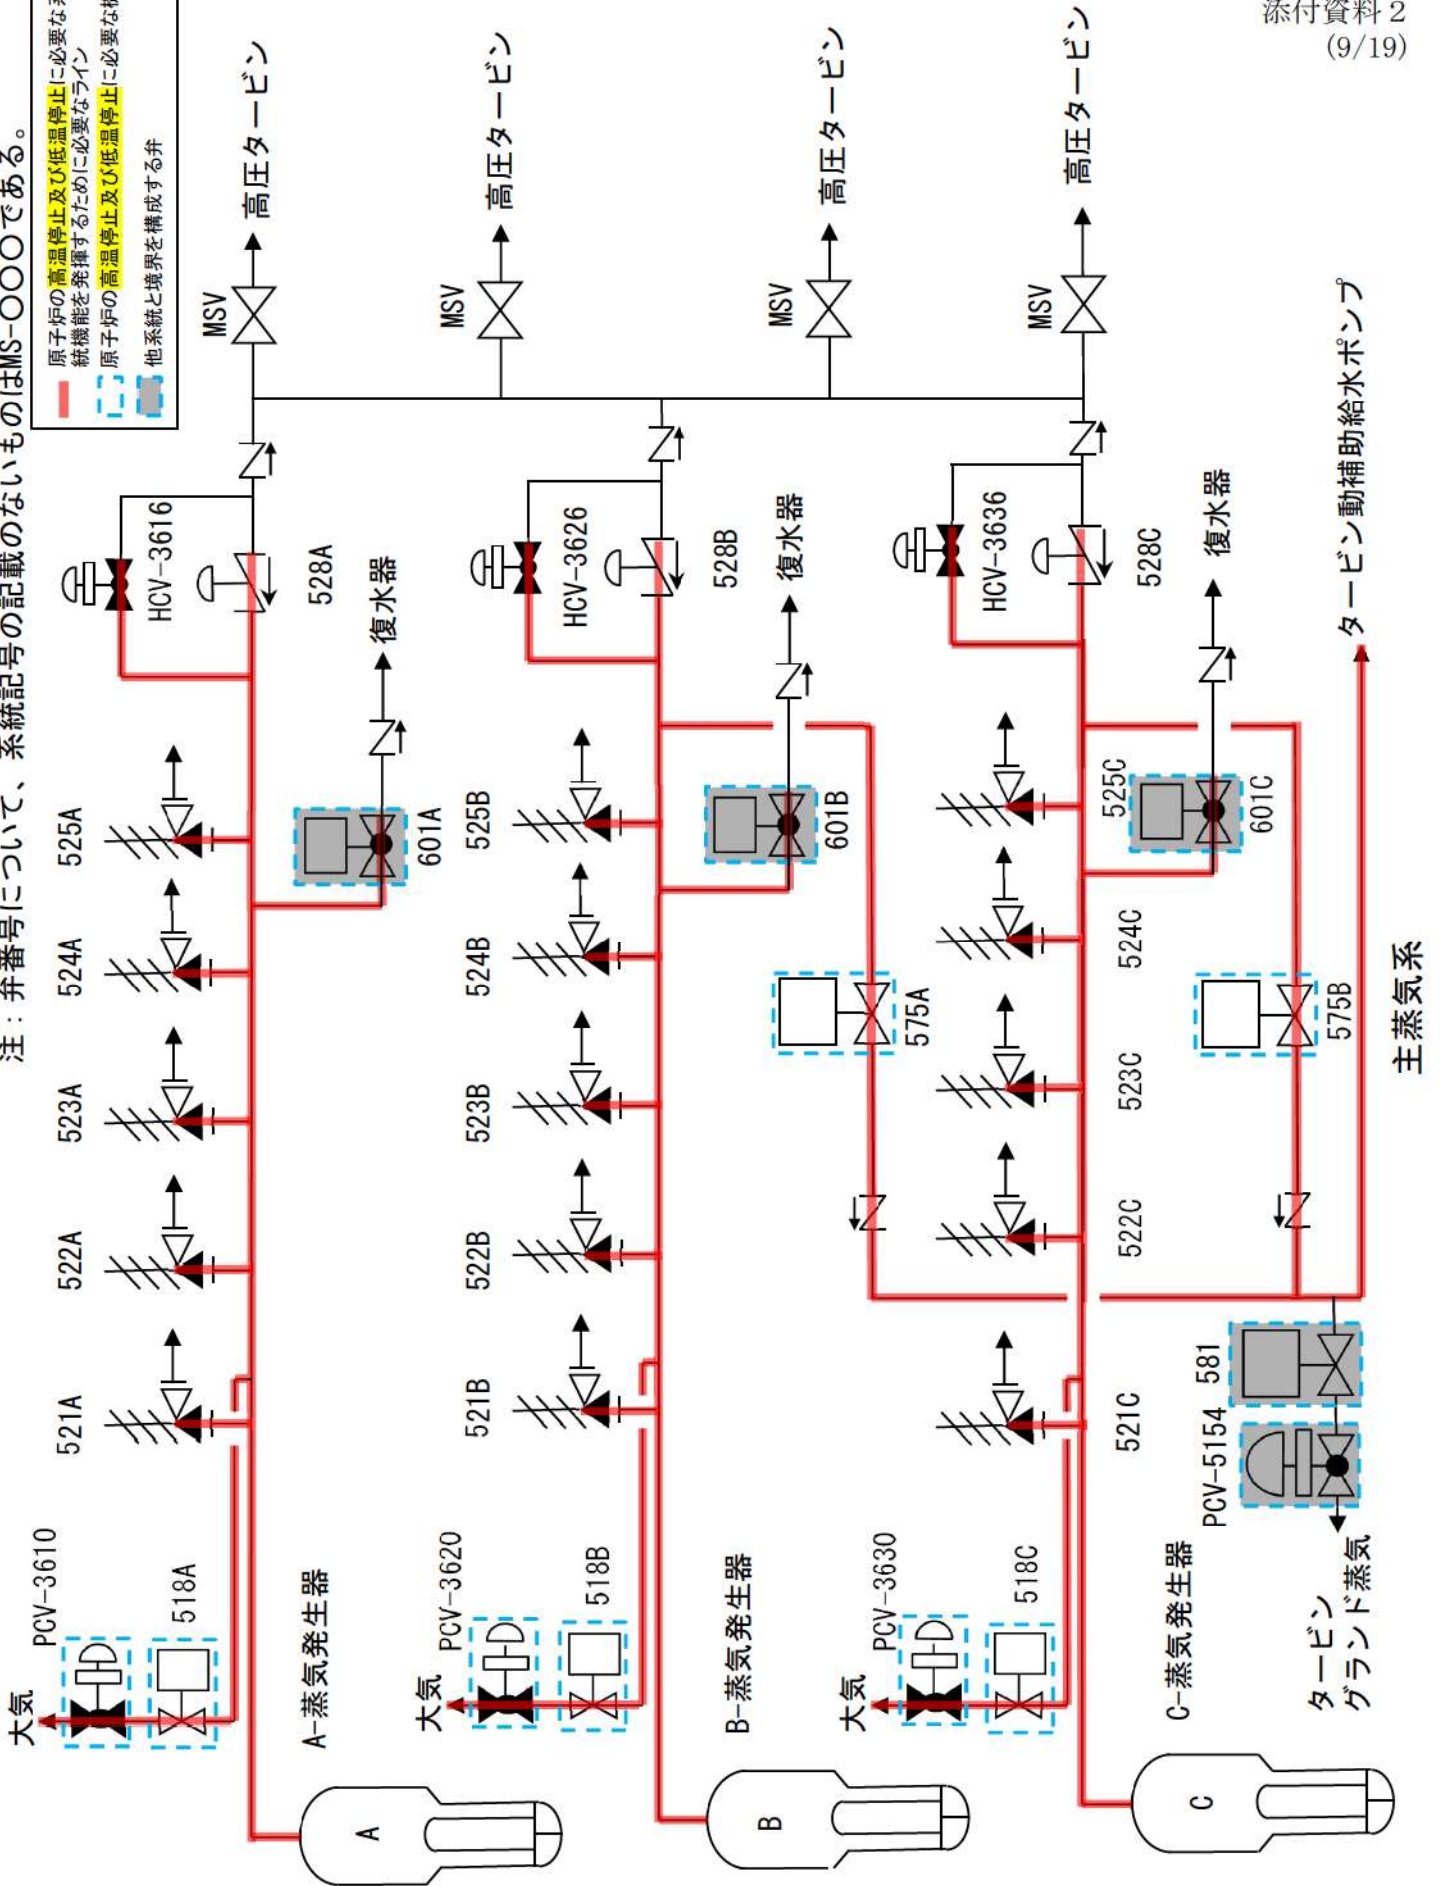 添付資料2
(9/19)
注：弁番号について、系統記号の記載のないものはMS-〇〇〇である。
原子炉の高温停止及び低温停止に必要な系
統機能を発揮するために必要なライン
原子炉の高温停止及び低温停止に必要な
他系統と境界を構成する弁
大気
PCV-3610
518A
A-蒸気発生器
A
521A
522A
523A
524A
525A
601A
復水器
HCV-3616
528A
MSV
高圧タービン
MSV
高圧タービン
大気
PCV-3620
518B
B-蒸気発生器
B
521B
522B
523B
524B
525B
601B
復水器
HCV-3626
528B
575A
MSV
高圧タービン
大気
PCV-3630
518C
C-蒸気発生器
C
521C
522C
523C
524C
525C
601C
復水器
HCV-3636
528C
MSV
高圧タービン
575B
PCV-5154
581
タービン
グランド蒸気
タービン動補助給水ポンプ
主蒸気系